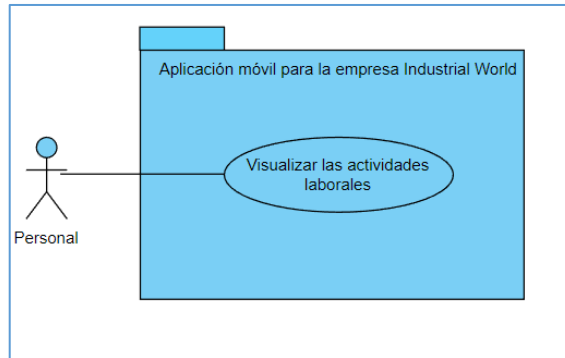 Aplicación móvil para la empresa Industrial World
Visualizar las actividades
laborales
Personal